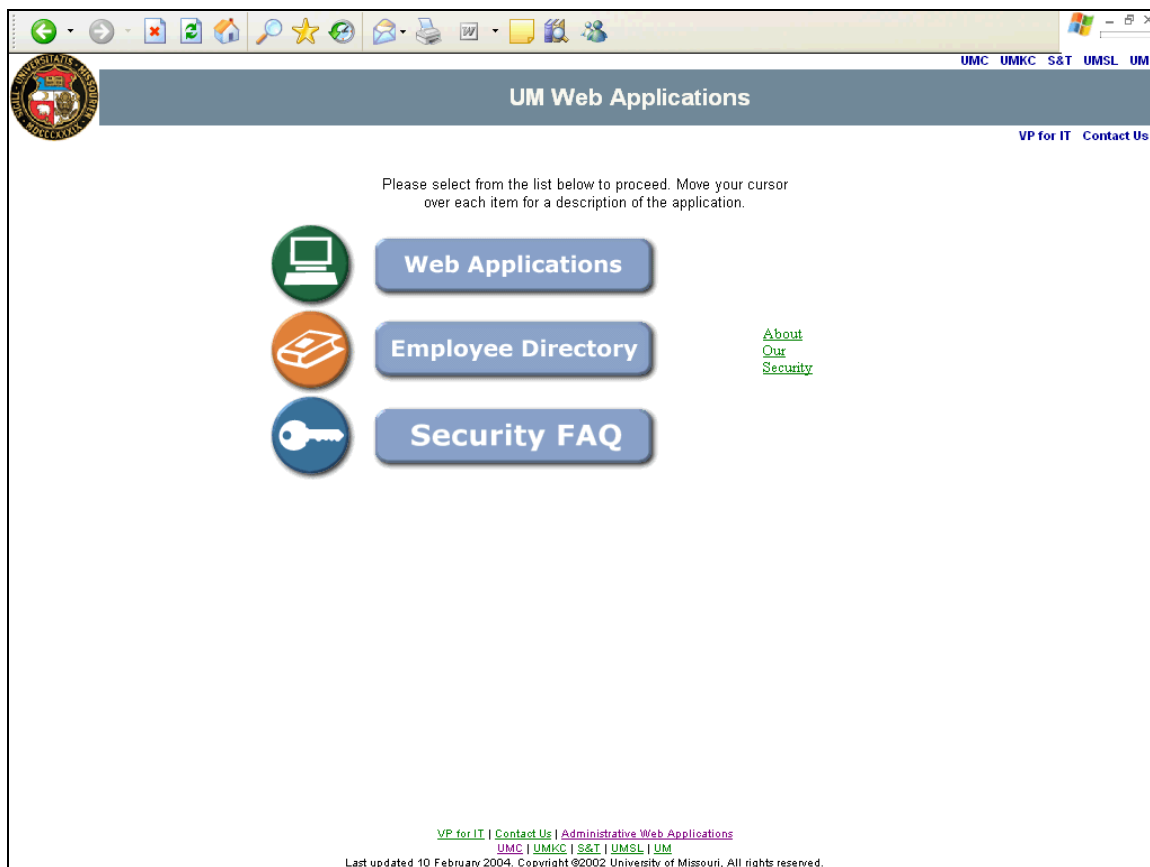 UMC UMKC S&T UMSL UM
UM Web Applications
VP for IT Contact Us
Please select from the list below to proceed. Move your cursor
over each item for a description of the application.
Web Applications
Employee Directory
About
Our
Security
Security FAQ
VP for IT | Contact Us | Administrative Web Applications
UMC | UMKC | S&T | UMSL | UM
Last updated 10 February 2004. Copyright ©2002 University of Missouri. All rights reserved.